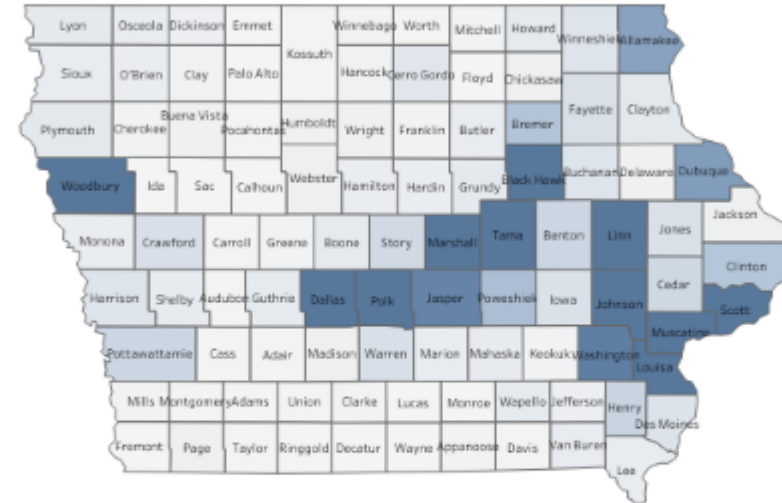 Lyon Osceola Dickinson Emmet Winnebago Worth Mitchell Howard Winneshiek Allamakee
Kossuth
Sioux O'Brien Clay Palo Alto Hancock Cerro Gordo Floyd Chickasaw
Fayette Clayton
Plymouth Cherokee Buena Vista Pocahontas Humboldt Wright Franklin Butler Bremer
Woodbury Ida Sac Calhoun Webster Hamilton Hardin Grundy Black Hawk Buchanan Delaware Dubuque
Monona Crawford Carroll Greene Boone Story Marshall Tama Benton Linn Jones Jackson
Clinton
Harrison Shelby Audubon Guthrie Dallas Polk Jasper Poweshiek Iowa Johnson Cedar Scott
Muscatine
Pottawattamie Cass Adair Madison Warren Marion Mahaska Keokuk Washington Louisa
Mills Montgomery Adams Union Clarke Lucas Monroe Wapello Jefferson Henry Des Moines
Fremont Page Taylor Ringgold Decatur Wayne Appanoose Davis Van Buren Lee